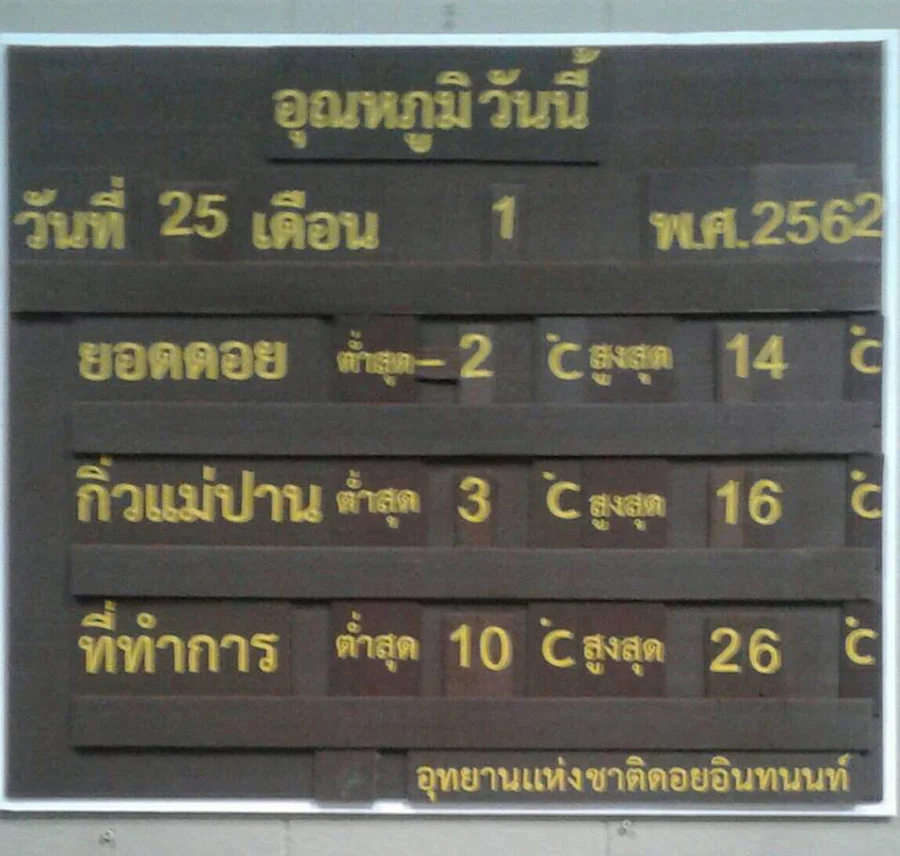 อุณหภูมิวันนี้
วันที่ 25 เดือน 1 พ.ศ.2562
ยอดดอย ต่ำสุด -2 °C สูงสุด 14 °C
กิ่วแม่ปาน ต่ำสุด 3 °C สูงสุด 16 °C
ที่ทำการ ต่ำสุด 10 °C สูงสุด 26 °C
อุทยานแห่งชาติดอยอินทนนท์